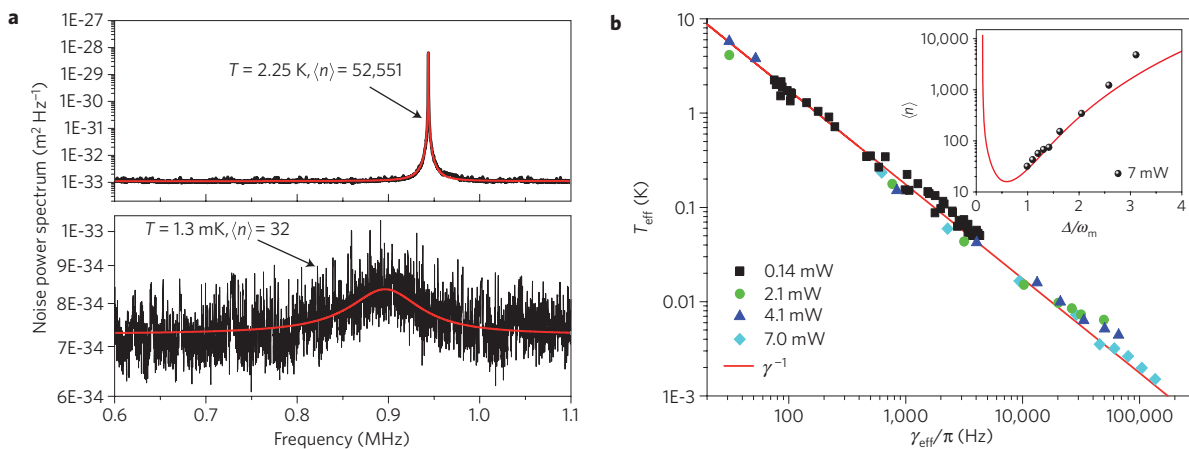 a
Noise power spectrum (m² Hz⁻¹)
1E-27
1E-28
1E-29
1E-30
1E-31
1E-32
1E-33
T = 2.25 K, ⟨n⟩ = 52,551
1E-33
9E-34
8E-34
7E-34
6E-34
T = 1.3 mK, ⟨n⟩ = 32
0.6 0.7 0.8 0.9 1.0 1.1
Frequency (MHz)
b
T_eff (K)
10
1
0.1
0.01
1E-3
100 1,000 10,000 100,000
γ_eff/π (Hz)
0.14 mW
2.1 mW
4.1 mW
7.0 mW
γ⁻¹
⟨n⟩
10,000
1,000
100
10
0 1 2 3 4
Δ/ω_m
7 mW